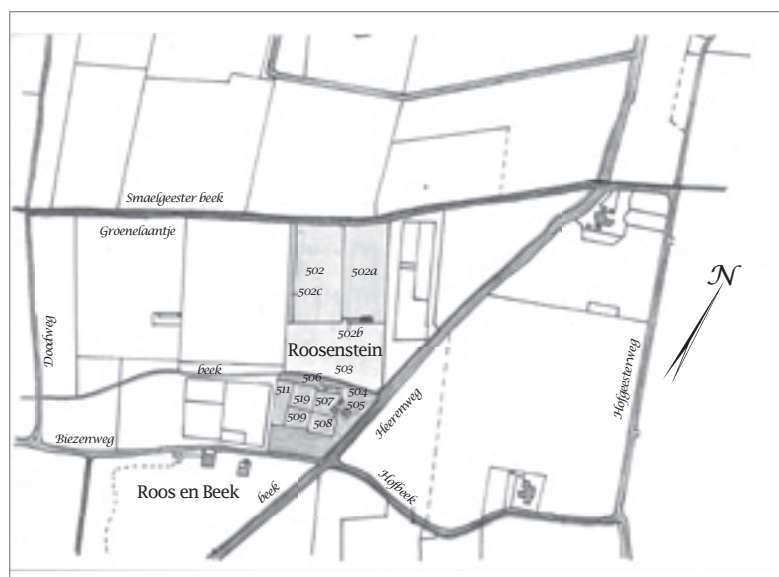 Smaelgeester beek
Groenelaantje
502
502a
502c
502b
Roosenstein
503
Doodweg
beek
506
511
519
507
504
505
509
508
Heerenweg
Hofgeesterweg
N
Biezenweg
Roos en Beek
beek
Hofbeek